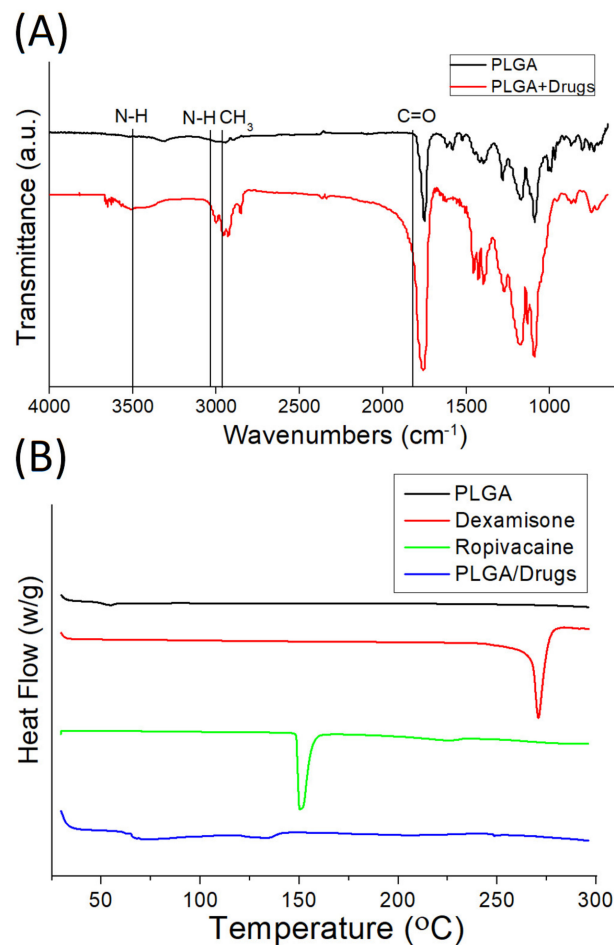 (A)
PLGA
PLGA+Drugs
N-H N-H CH3 C=O
Transmittance (a.u.)
4000 3500 3000 2500 2000 1500 1000
Wavenumbers (cm-1)
(B)
PLGA
Dexamisone
Ropivacaine
PLGA/Drugs
Heat Flow (w/g)
50 100 150 200 250 300
Temperature (oC)